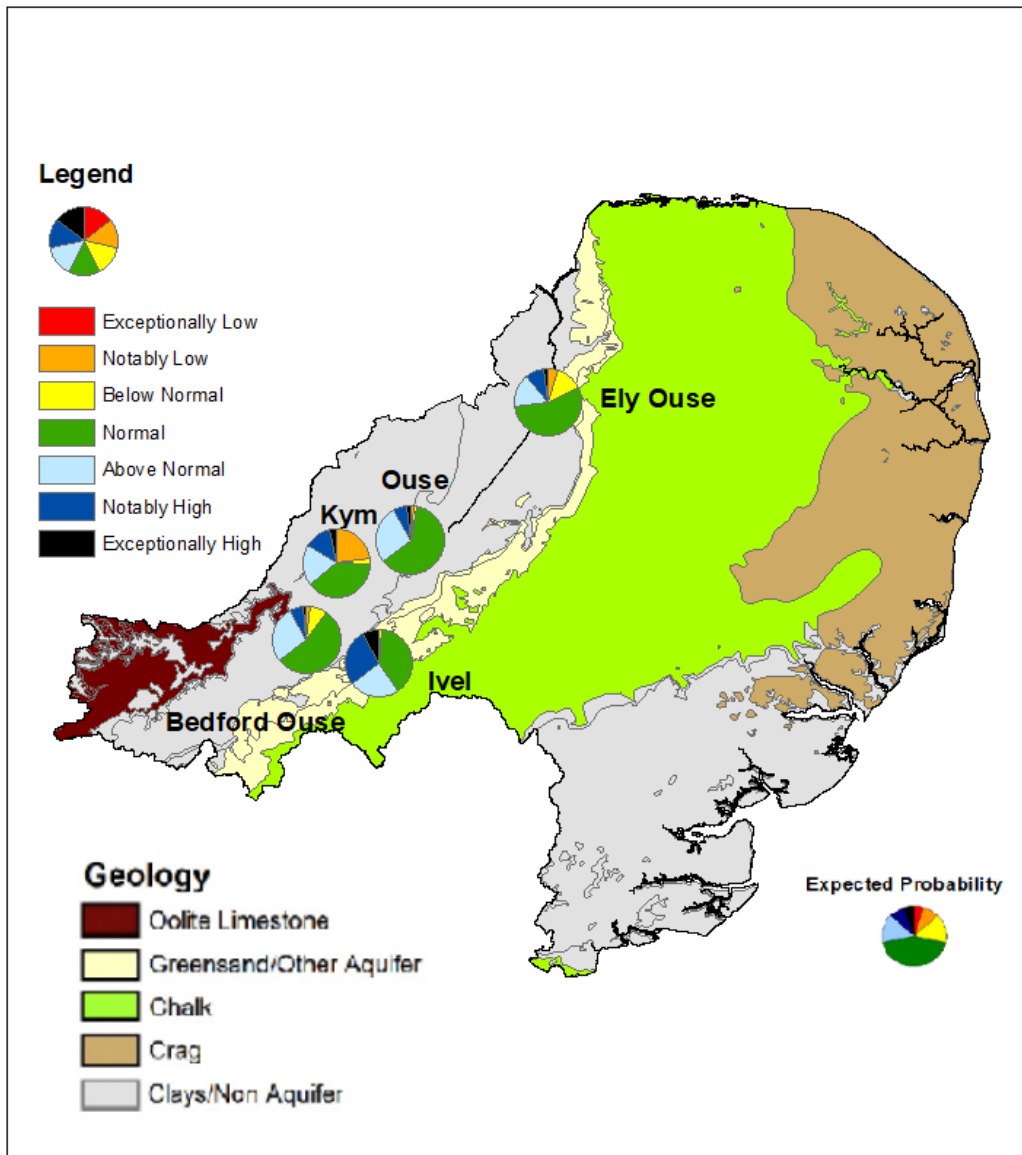 Legend
Exceptionally Low
Notably Low
Below Normal
Normal
Above Normal
Notably High
Exceptionally High
Ely Ouse
Ouse
Kym
Ivel
Bedford Ouse
Geology
Oolite Limestone
Greensand/Other Aquifer
Chalk
Crag
Clays/Non Aquifer
Expected Probability